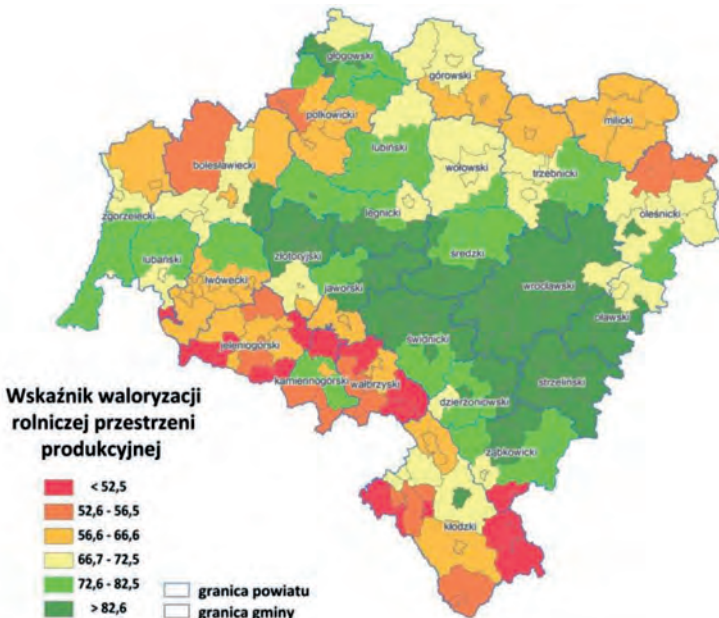 głogowski
górowski
polkowicki
milicki
bolesławiecki
lubiński
wołowski
trzebnicki
zgorzelecki
legnicki
oleśnicki
lubański
złotoryjski
średzki
lwówecki
jaworski
wrocławski
oławski
jeleniogórski
świdnicki
kamiennogórski
wałbrzyski
strzeliński
dzierżoniowski
ząbkowicki
kłodzki
Wskaźnik waloryzacji
rolniczej przestrzeni
produkcyjnej
< 52,5
52,6 - 56,5
56,6 - 66,6
66,7 - 72,5
72,6 - 82,5
> 82,6
granica powiatu
granica gminy